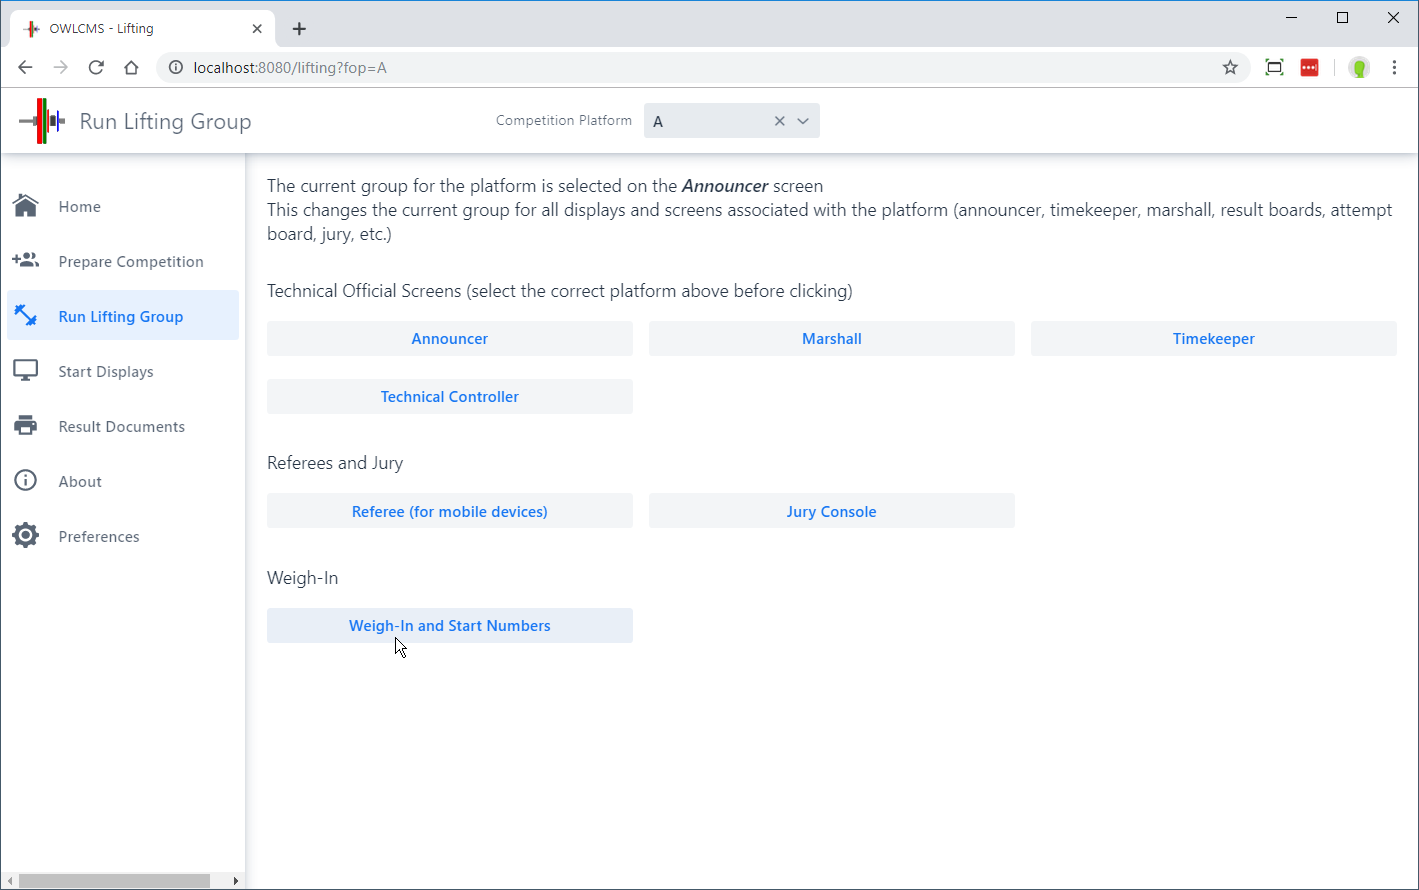 OWLCMS - Lifting
localhost:8080/lifting?fop=A
Run Lifting Group
Competition Platform
A
Home
Prepare Competition
Run Lifting Group
Start Displays
Result Documents
About
Preferences
The current group for the platform is selected on the Announcer screen
This changes the current group for all displays and screens associated with the platform (announcer, timekeeper, marshall, result boards, attempt
board, jury, etc.)
Technical Official Screens (select the correct platform above before clicking)
Announcer
Marshall
Timekeeper
Technical Controller
Referees and Jury
Referee (for mobile devices)
Jury Console
Weigh-In
Weigh-In and Start Numbers